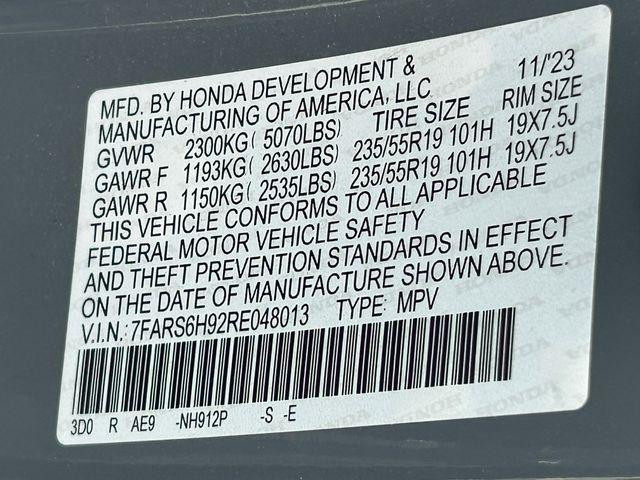 MFD. BY HONDA DEVELOPMENT & 11/'23
MANUFACTURING OF AMERICA, LLC.
GVWR 2300KG( 5070LBS) TIRE SIZE RIM SIZE
GAWR F 1193KG( 2630LBS) 235/55R19 101H 19X7.5J
GAWR R 1150KG( 2535LBS) 235/55R19 101H 19X7.5J
THIS VEHICLE CONFORMS TO ALL APPLICABLE
FEDERAL MOTOR VEHICLE SAFETY
AND THEFT PREVENTION STANDARDS IN EFFECT
ON THE DATE OF MANUFACTURE SHOWN ABOVE.
V.I.N.: 7FARS6H92RE048013 TYPE: MPV
3D0 R AE9 -NH912P -S -E